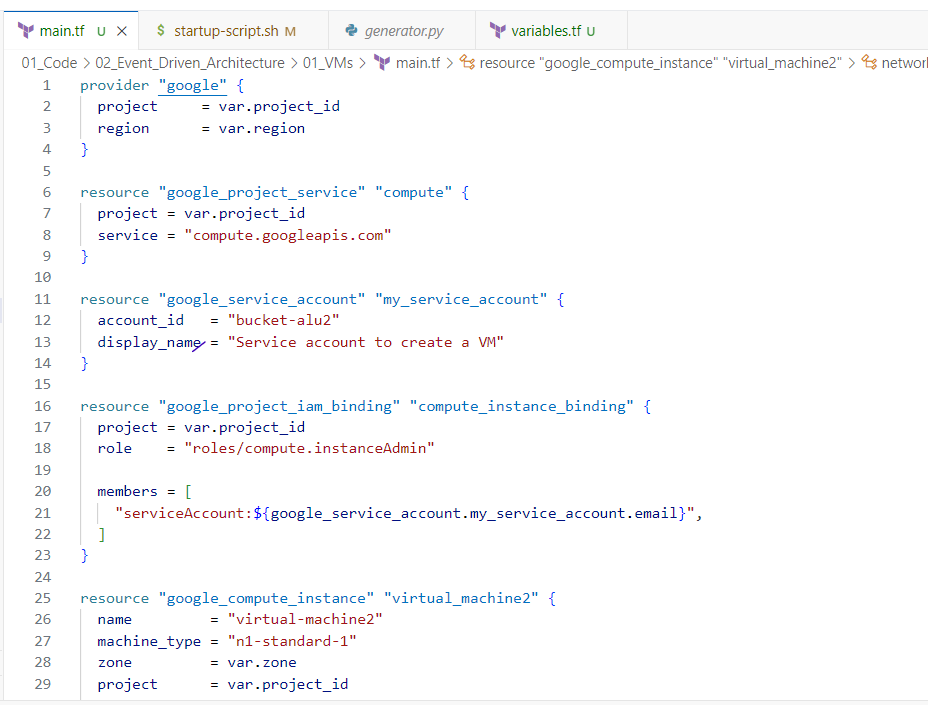 main.tf U startup-script.sh M generator.py variables.tf U
01_Code > 02_Event_Driven_Architecture > 01_VMs > main.tf > resource "google_compute_instance" "virtual_machine2" > networ
1 provider "google" {
2   project     = var.project_id
3   region      = var.region
4 }
5
6 resource "google_project_service" "compute" {
7   project = var.project_id
8   service = "compute.googleapis.com"
9 }
10
11 resource "google_service_account" "my_service_account" {
12   account_id   = "bucket-alu2"
13   display_name = "Service account to create a VM"
14 }
15
16 resource "google_project_iam_binding" "compute_instance_binding" {
17   project = var.project_id
18   role    = "roles/compute.instanceAdmin"
19
20   members = [
21     "serviceAccount:${google_service_account.my_service_account.email}",
22   ]
23 }
24
25 resource "google_compute_instance" "virtual_machine2" {
26   name         = "virtual-machine2"
27   machine_type = "n1-standard-1"
28   zone         = var.zone
29   project      = var.project_id